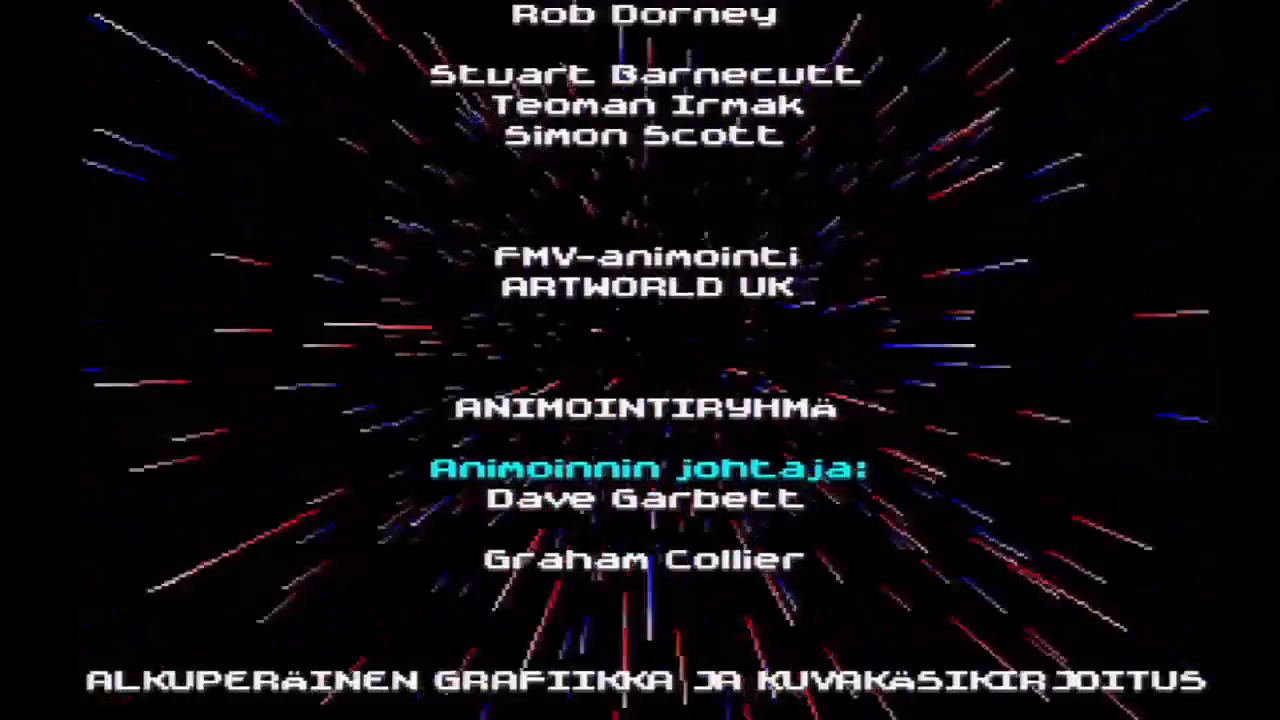 Rob Dorney
Stuart Barnecutt
Teoman Irmak
Simon Scott
FMV-animointi
ARTWORLD UK
ANIMOINTIRYHMÄ
Animoinnin johtaja:
Dave Garbett
Graham Collier
ALKUPERÄINEN GRAFIIKKA JA KUVAKÄSIKIRJOITUS